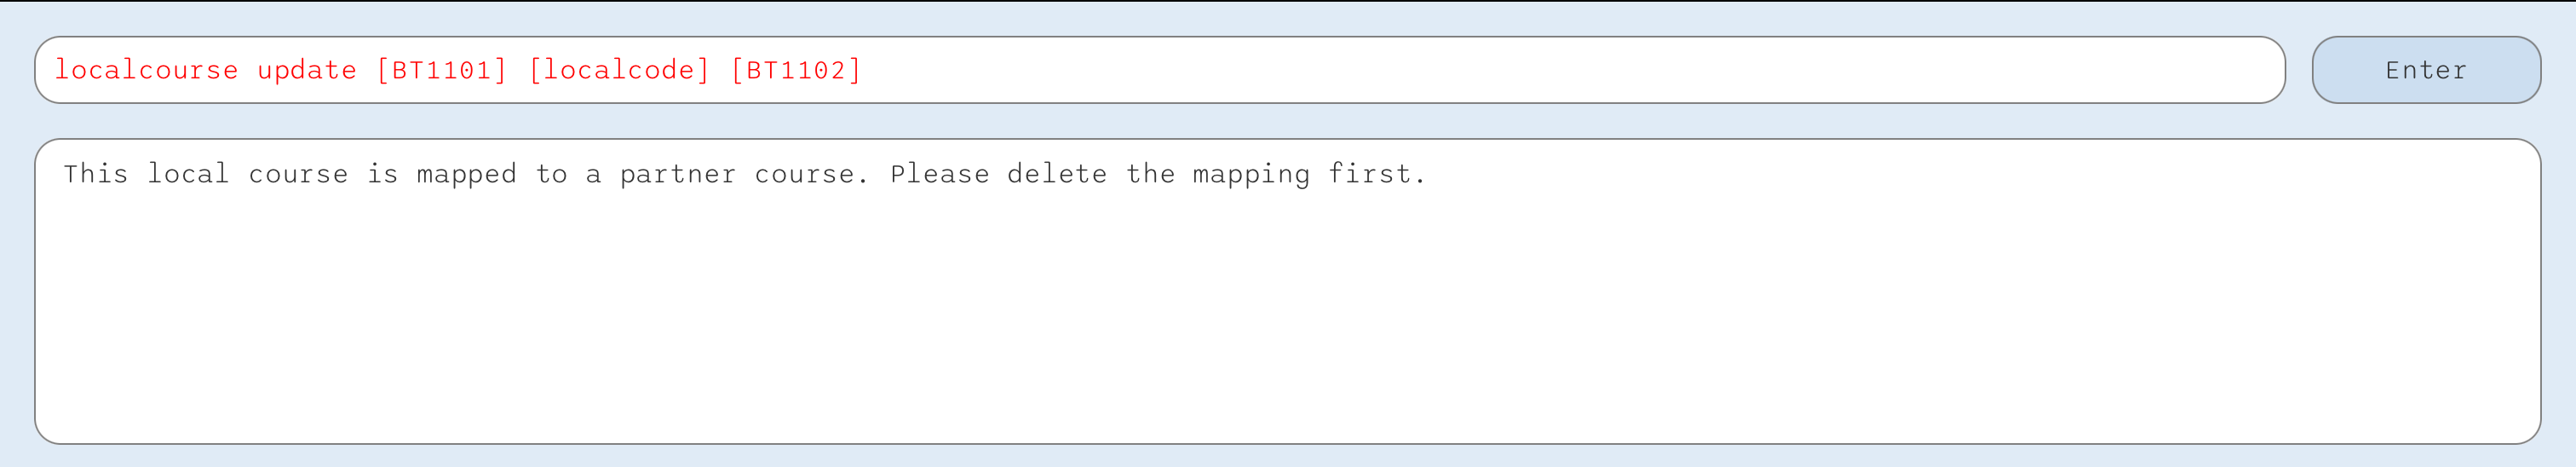 localcourse update [BT1101] [localcode] [BT1102]
Enter
This local course is mapped to a partner course. Please delete the mapping first.